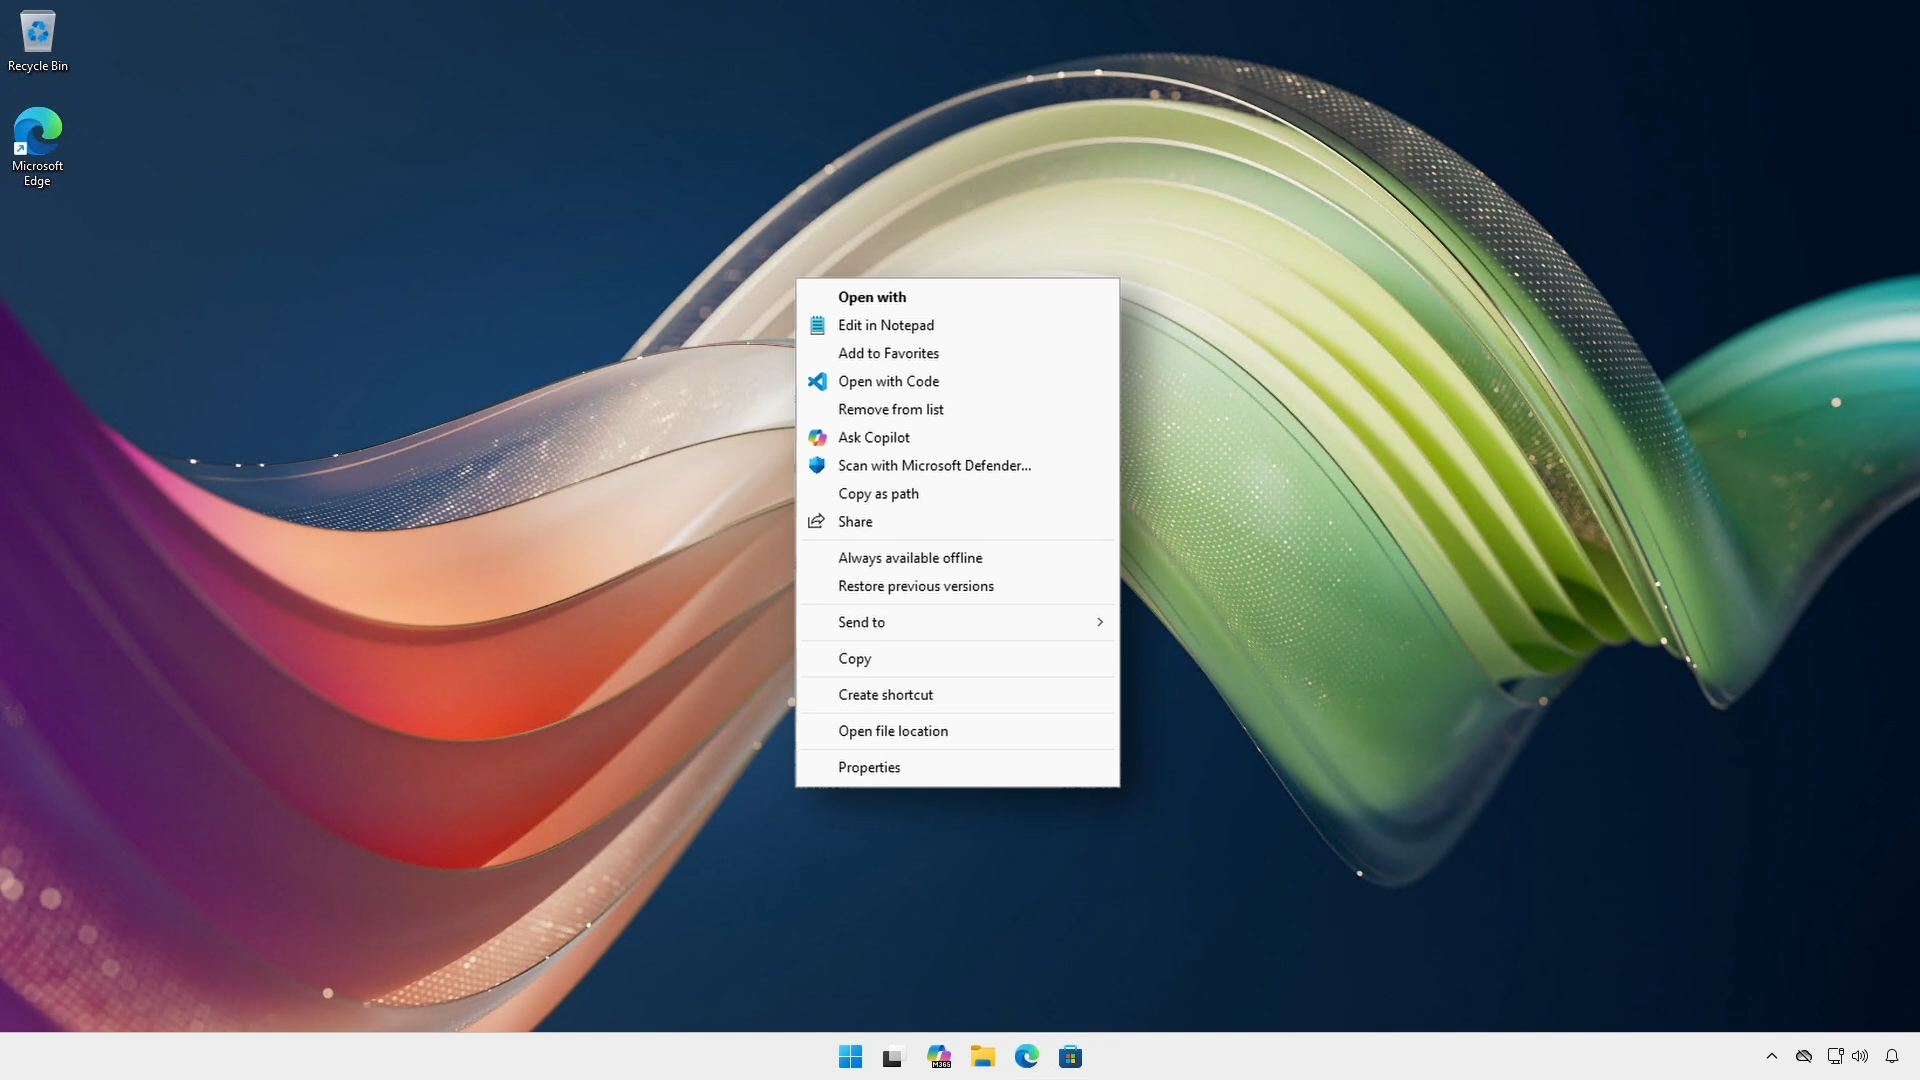 Recycle Bin
Microsoft
Edge
Open with
Edit in Notepad
Add to Favorites
Open with Code
Remove from list
Ask Copilot
Scan with Microsoft Defender...
Copy as path
Share
Always available offline
Restore previous versions
Send to
Copy
Create shortcut
Open file location
Properties
M365